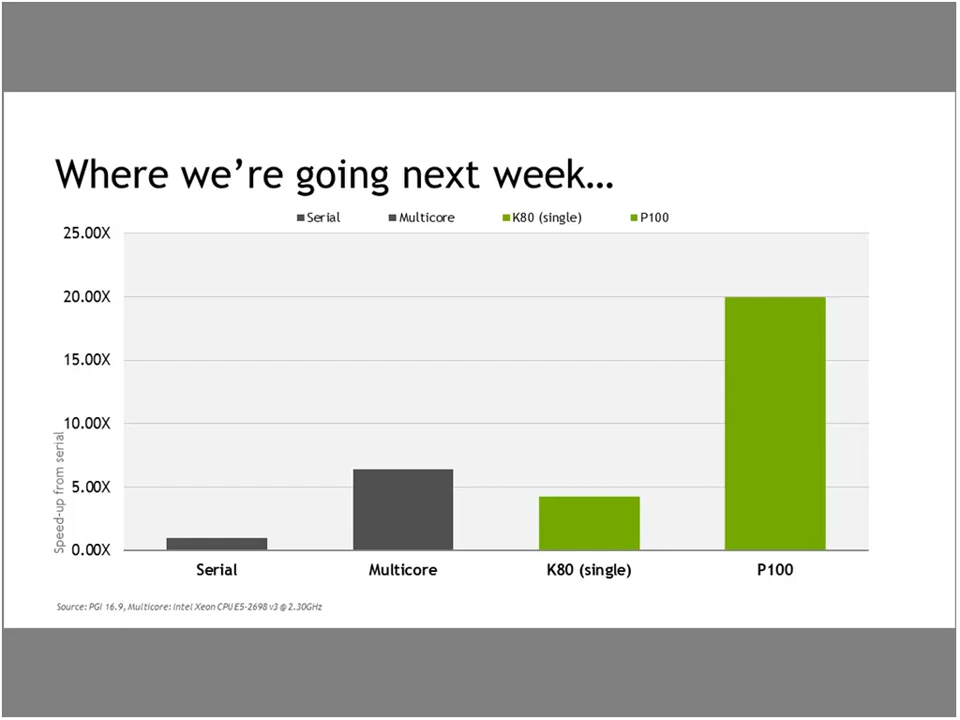 Where we're going next week…
Serial Multicore K80 (single) P100
25.00X
20.00X
15.00X
10.00X
5.00X
0.00X
Speed-up from serial
Serial Multicore K80 (single) P100
Source: PGI 16.9, Multicore: Intel Xeon CPU E5-2698 v3 @ 2.30GHz